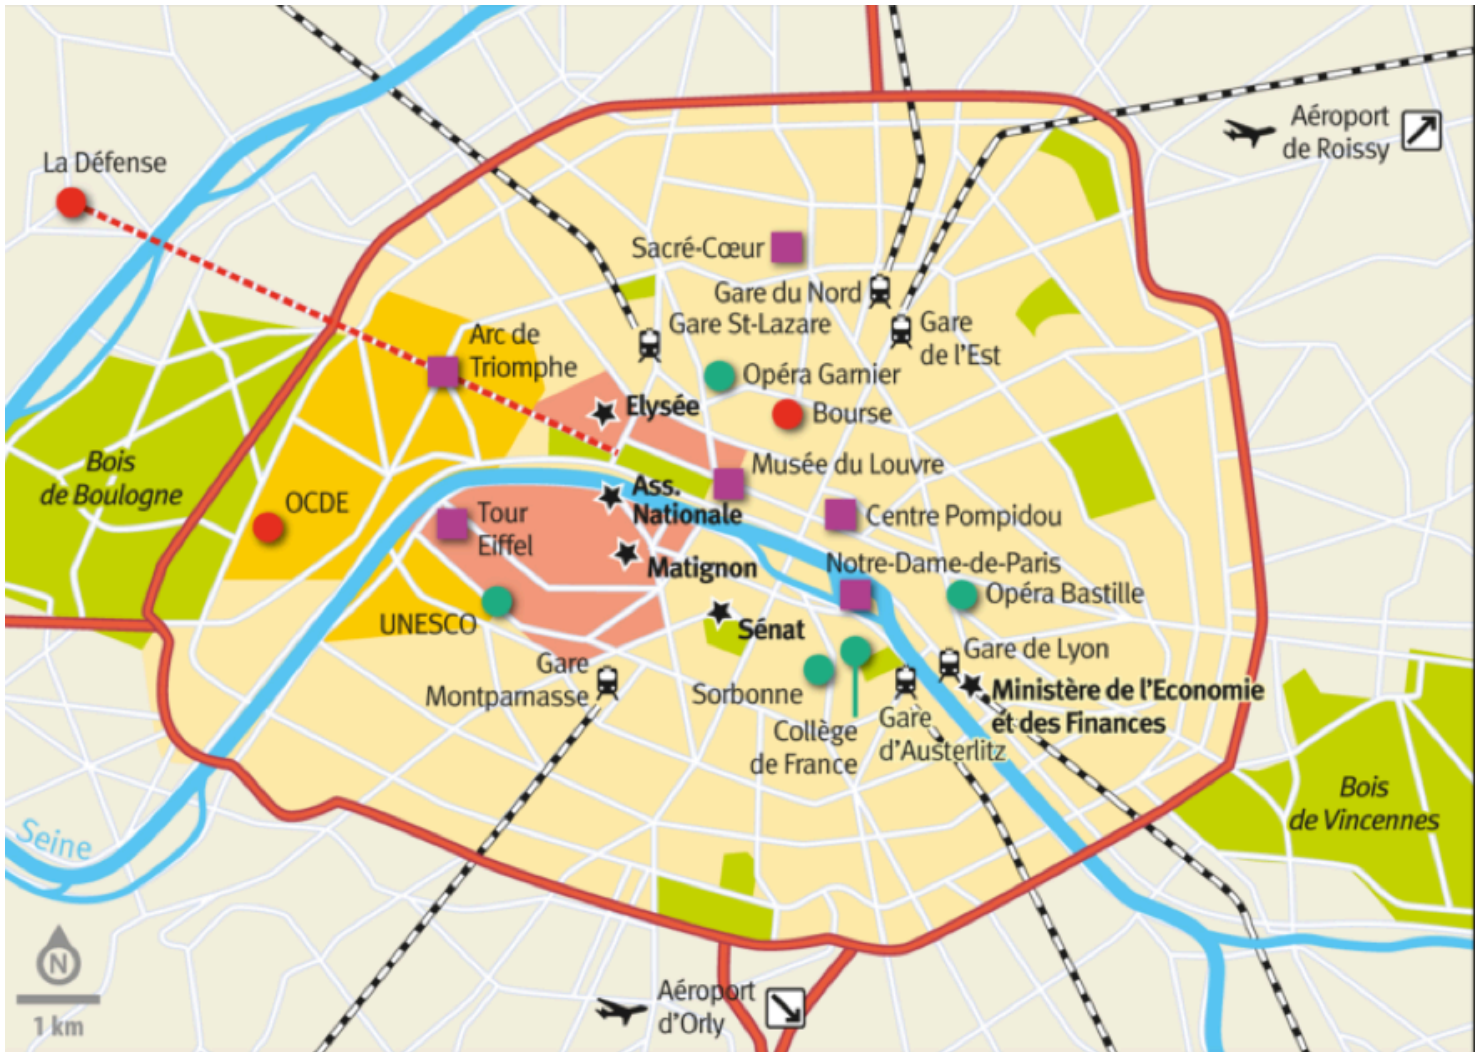 Aéroport
de Roissy
La Défense
Sacré-Cœur
Gare du Nord
Gare St-Lazare
Gare
de l'Est
Arc de
Triomphe
Opéra Garnier
Elysée
Bourse
Bois
de Boulogne
Musée du Louvre
OCDE
Ass.
Nationale
Tour
Eiffel
Centre Pompidou
Matignon
Notre-Dame-de-Paris
Opéra Bastille
UNESCO
Sénat
Gare
Montparnasse
Gare de Lyon
Sorbonne
Ministère de l'Economie
et des Finances
Collège
de France
Gare
d'Austerlitz
Bois
de Vincennes
Seine
N
1 km
Aéroport
d'Orly